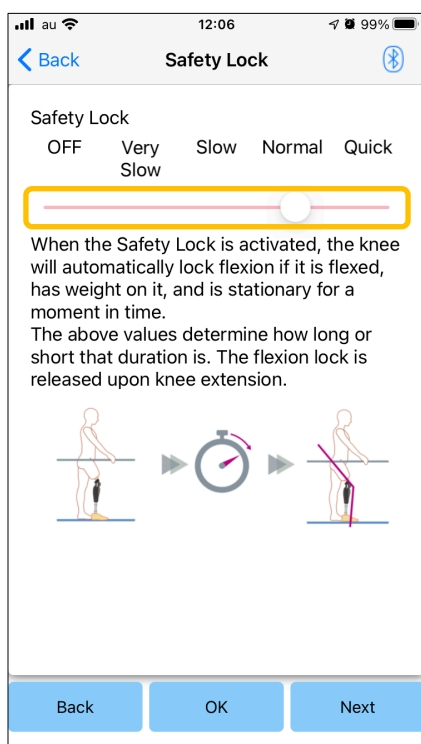 au 12:06 99%
Back Safety Lock
Safety Lock
OFF Very Slow Slow Normal Quick
When the Safety Lock is activated, the knee
will automatically lock flexion if it is flexed,
has weight on it, and is stationary for a
moment in time.
The above values determine how long or
short that duration is. The flexion lock is
released upon knee extension.
Back OK Next